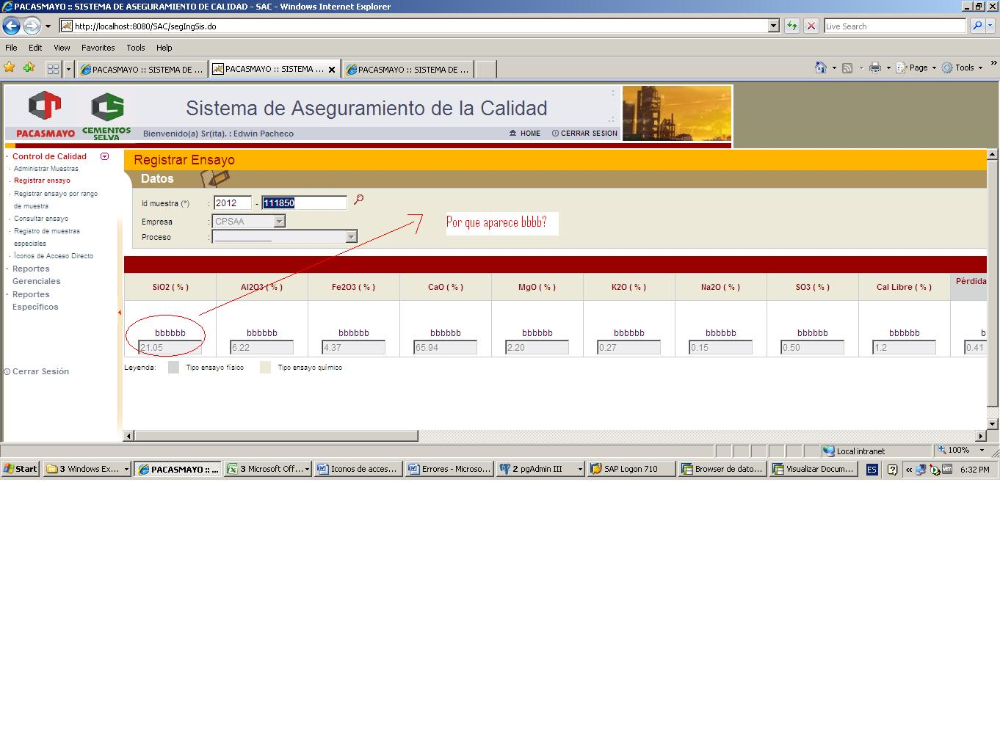 PACASMAYO :: SISTEMA DE ASEGURAMIENTO DE CALIDAD - SAC - Windows Internet Explorer
http://localhost:8080/SAC/segIngSis.do
Live Search
File Edit View Favorites Tools Help
PACASMAYO :: SISTEMA DE ...
PACASMAYO :: SISTEMA ...
PACASMAYO :: SISTEMA DE ...
Page
Tools
PACASMAYO
CEMENTOS
SELVA
Sistema de Aseguramiento de la Calidad
Bienvenido(a) Sr(ita). : Edwin Pacheco
HOME
CERRAR SESION
Control de Calidad
Administrar Muestras
Registrar ensayo
Registrar ensayo por rango
de muestra
Consultar ensayo
Registro de muestras
especiales
Íconos de Acceso Directo
Reportes
Gerenciales
Reportes
Específicos
Cerrar Sesión
Registrar Ensayo
Datos
Id muestra (*) : 2012 - 111850
Empresa : CPSAA
Proceso :
Por que aparece bbbb?
SiO2 ( % ) Al2O3 ( % ) Fe2O3 ( % ) CaO ( % ) MgO ( % ) K2O ( % ) Na2O ( % ) SO3 ( % ) Cal Libre ( % ) Pérdida
bbbbbb bbbbbb bbbbbb bbbbbb bbbbbb bbbbbb bbbbbb bbbbbb bbbbbb b
21.05 6.22 4.37 65.94 2.20 0.27 0.15 0.50 1.2 0.41
Leyenda: Tipo ensayo físico Tipo ensayo químico
Local intranet 100%
Start 3 Windows Ex... PACASMAYO :: ... 3 Microsoft Off... Iconos de acces... Errores - Microso... 2 pgAdmin III SAP Logon 710 Browser de dato... Visualizar Docum... ES 6:32 PM